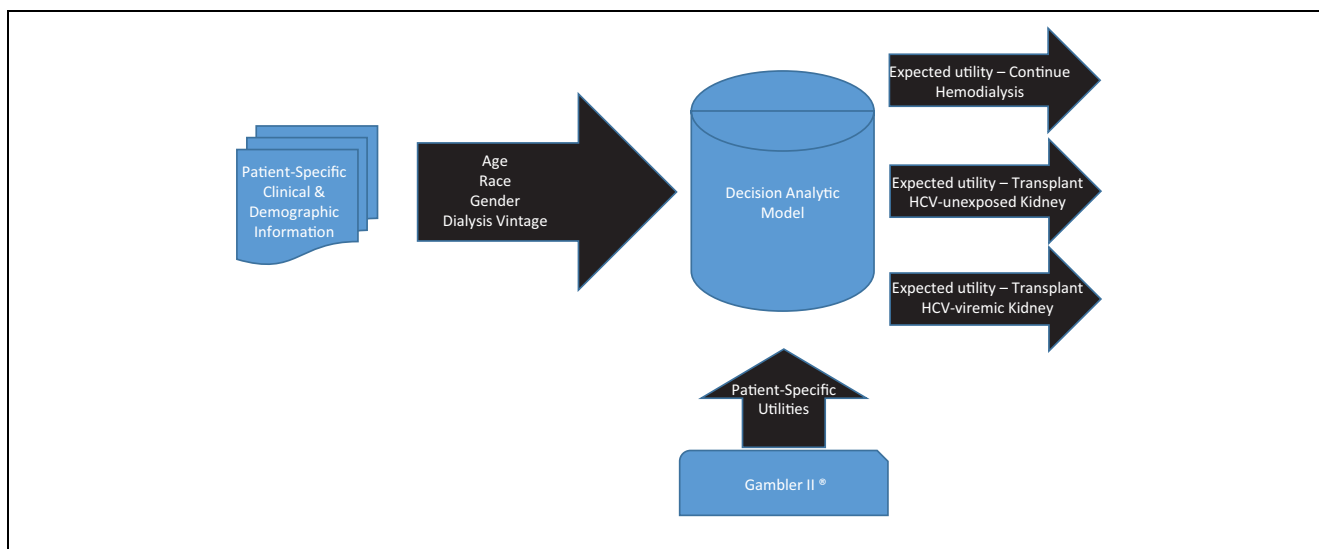 Patient-Specific
Clinical &
Demographic
Information
Age
Race
Gender
Dialysis Vintage
Decision Analytic
Model
Expected utility – Continue
Hemodialysis
Expected utility – Transplant
HCV-unexposed Kidney
Expected utility – Transplant
HCV-viremic Kidney
Patient-Specific
Utilities
Gambler II ®